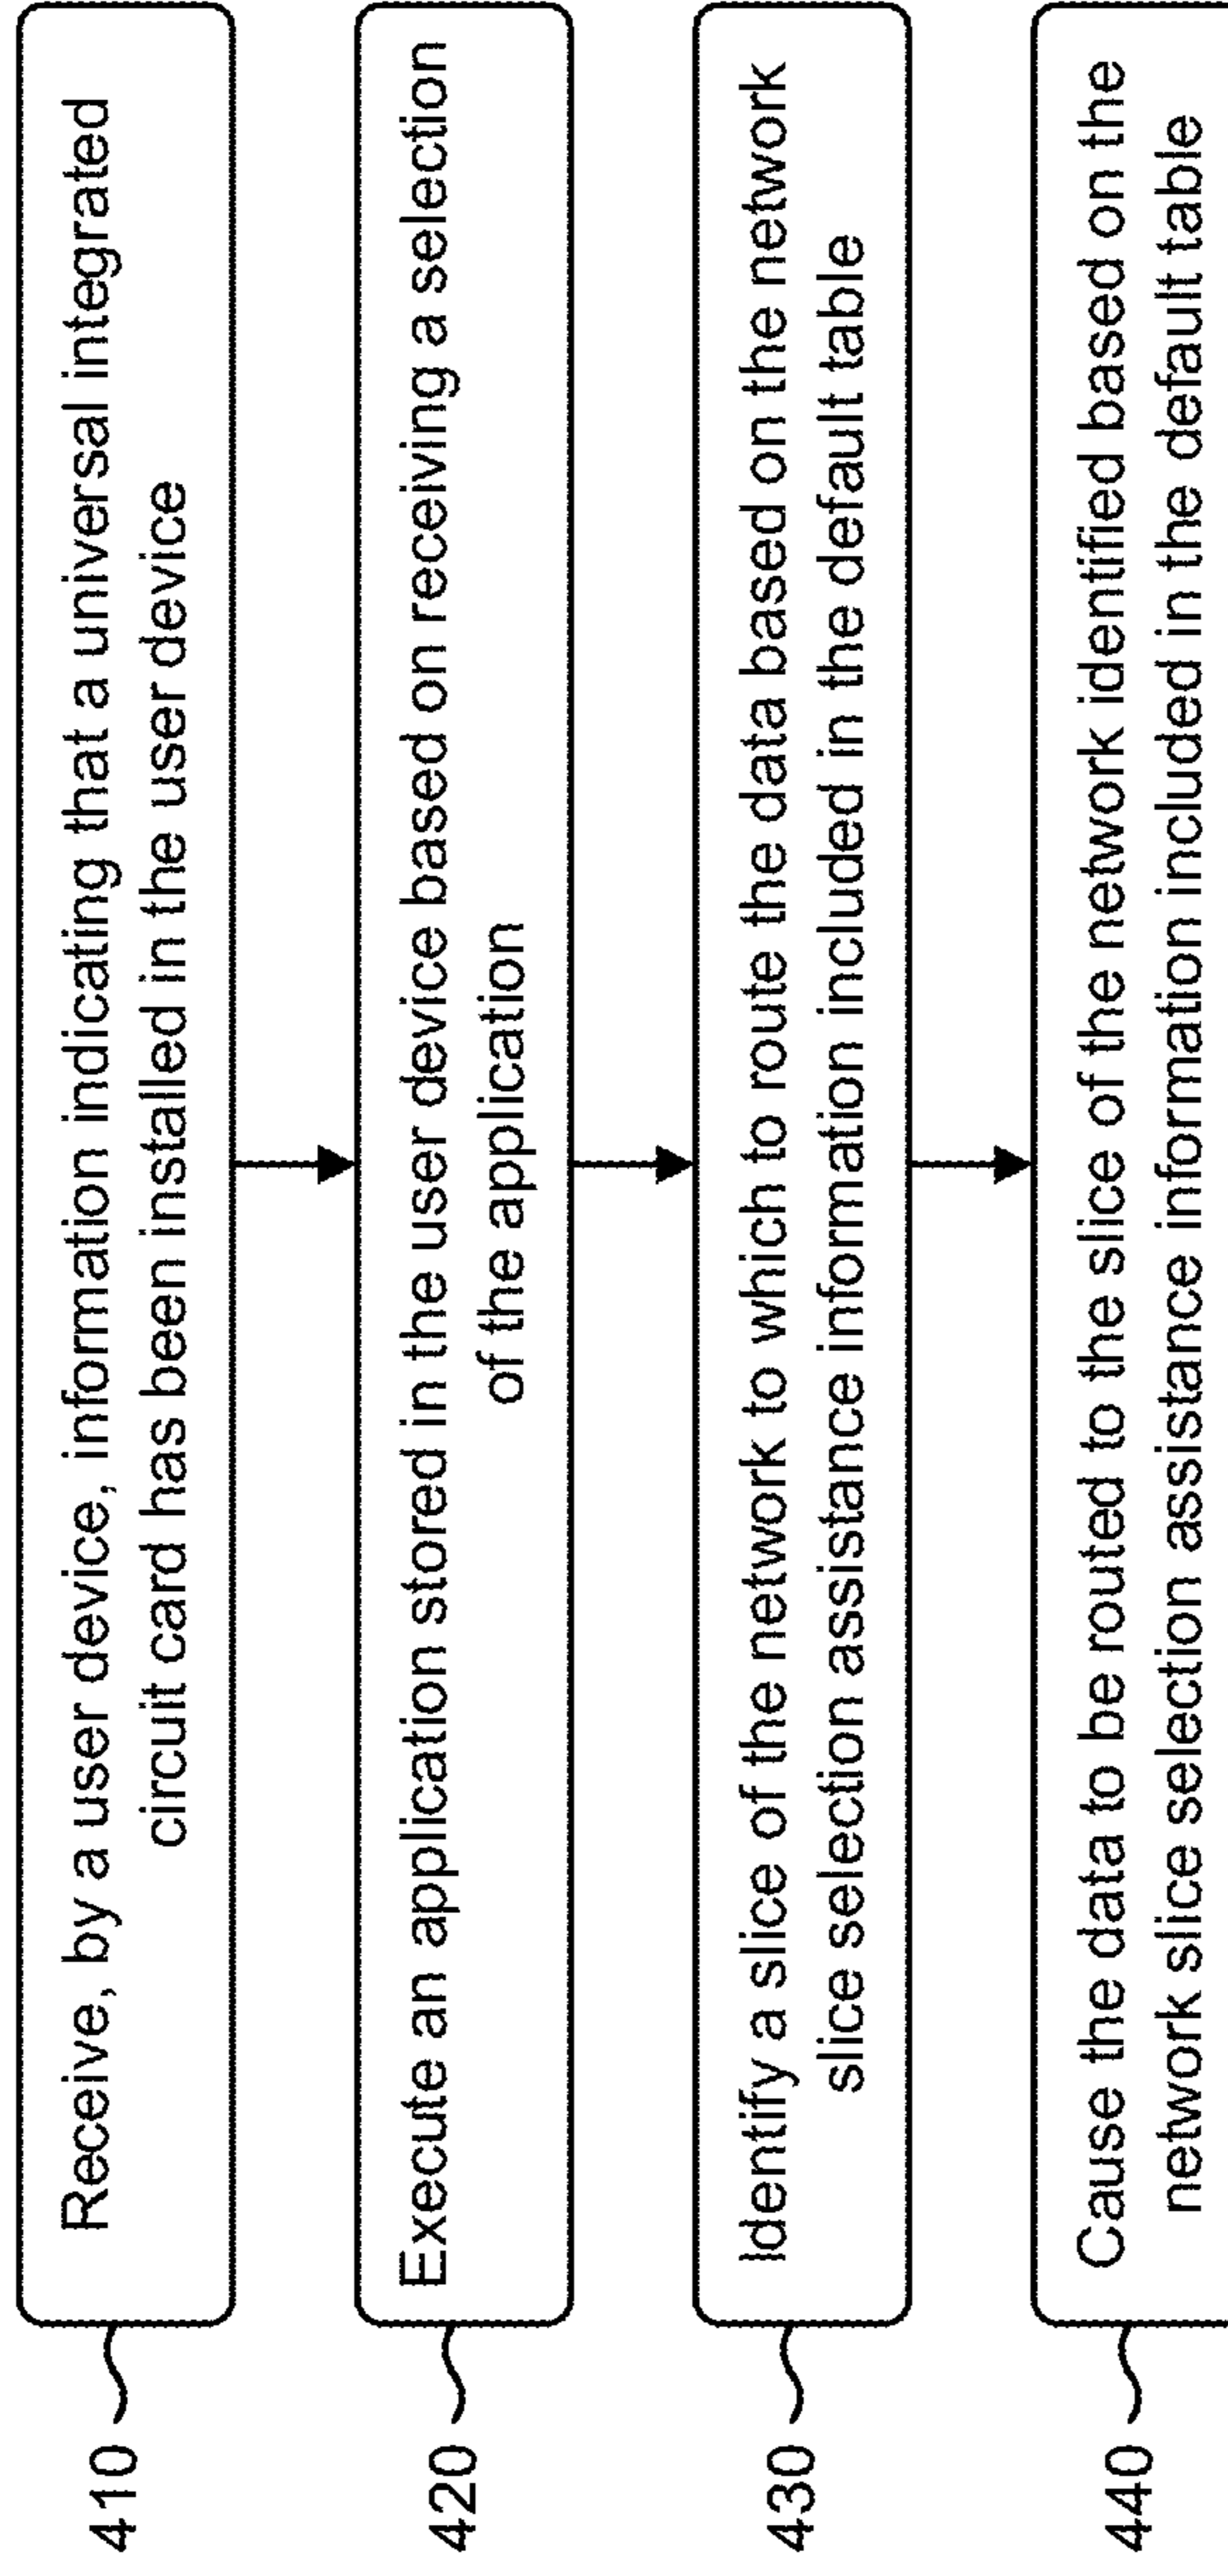 410
Receive, by a user device, information indicating that a universal integrated
circuit card has been installed in the user device
420
Execute an application stored in the user device based on receiving a selection
of the application
430
Identify a slice of the network to which to route the data based on the network
slice selection assistance information included in the default table
440
Cause the data to be routed to the slice of the network identified based on the
network slice selection assistance information included in the default table